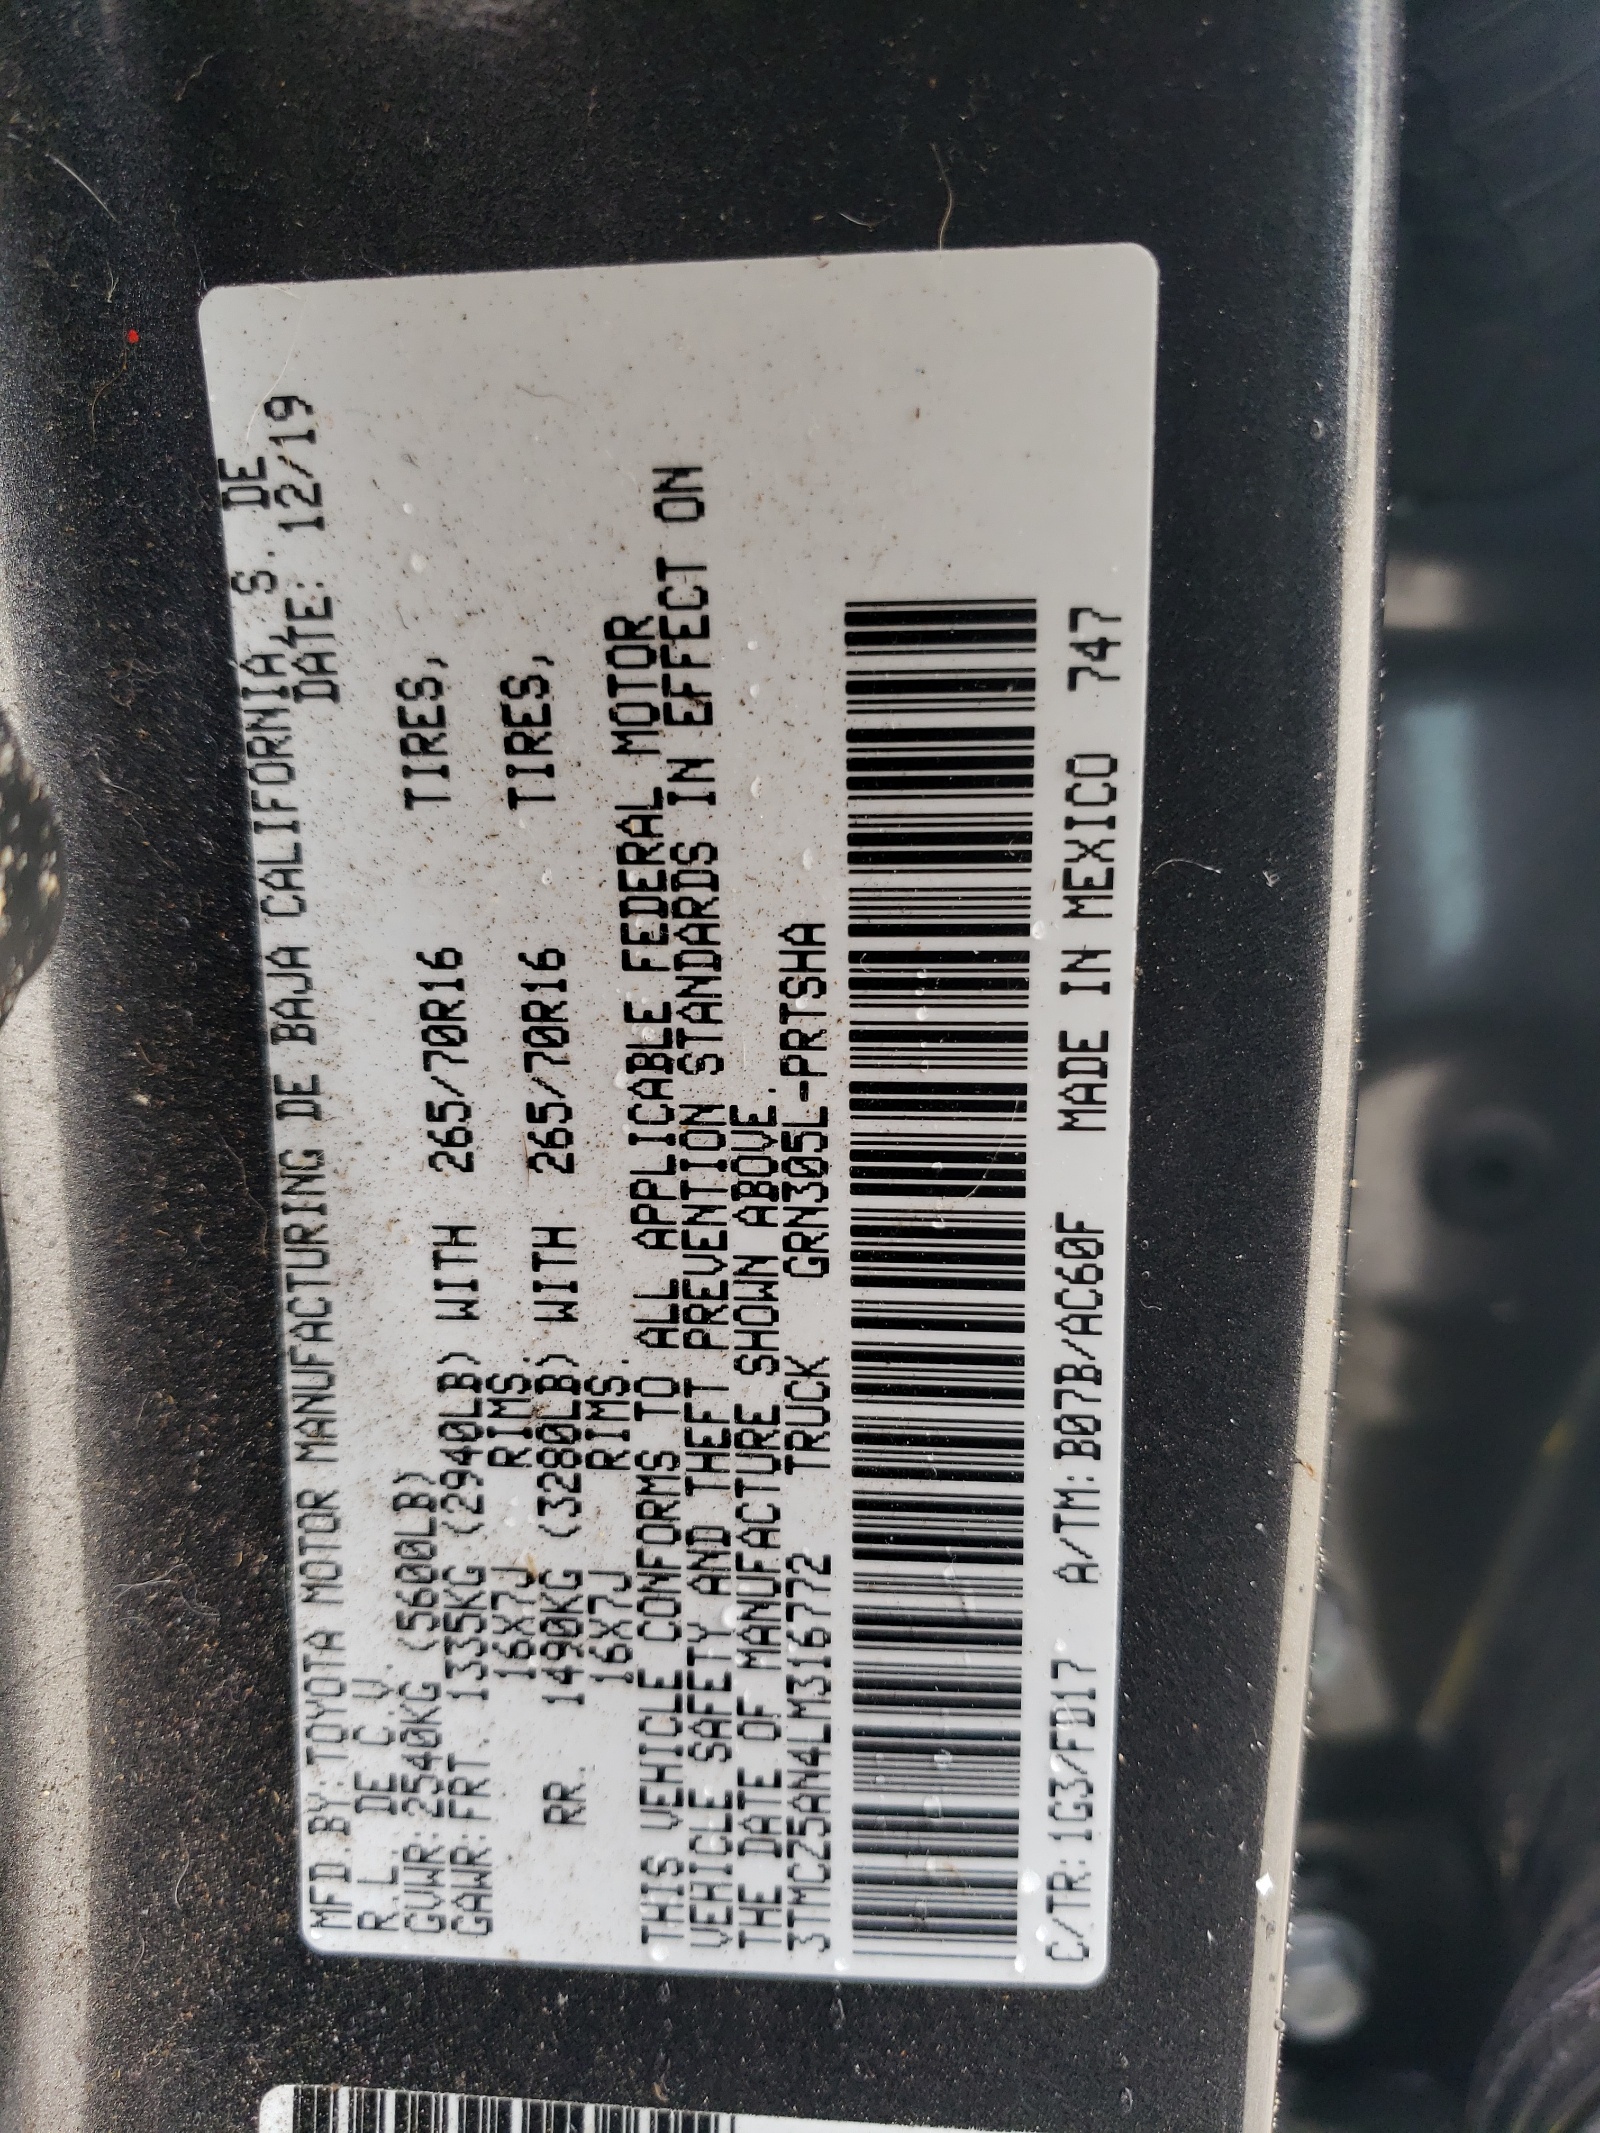 MFD.BY:TOYOTA MOTOR MANUFACTURING DE BAJA CALIFORNIA, S. DE
R.L. DE C.V. DATE: 12/19
GVWR:2540KG (5600LB)
GAWR:FRT.1335KG (2940LB) WITH 265/70R16 TIRES,
16X7J RIMS.
RR. 1490KG (3280LB) WITH 265/70R16 TIRES,
16X7J RIMS.
THIS VEHICLE CONFORMS TO ALL APPLICABLE FEDERAL MOTOR
VEHICLE SAFETY AND THEFT PREVENTION STANDARDS IN EFFECT ON
THE DATE OF MANUFACTURE SHOWN ABOVE.
3TMCZ5AN4LM316772 TRUCK GRN305L-PRTSHA
C/TR:1G3/FD17 A/TM:B07B/AC60F MADE IN MEXICO 747